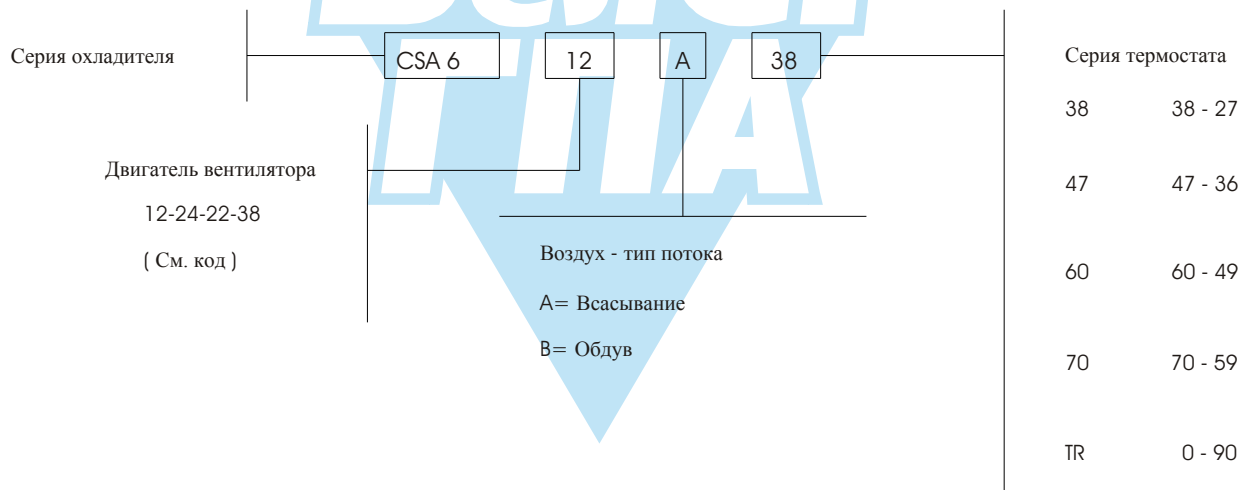 Серия охладителя
CSA 6 12 A 38
Серия термостата
38 38 - 27
Двигатель вентилятора
47 47 - 36
12-24-22-38
( См. код )
Воздух - тип потока
60 60 - 49
A= Всасывание
B= Обдув
70 70 - 59
TR 0 - 90